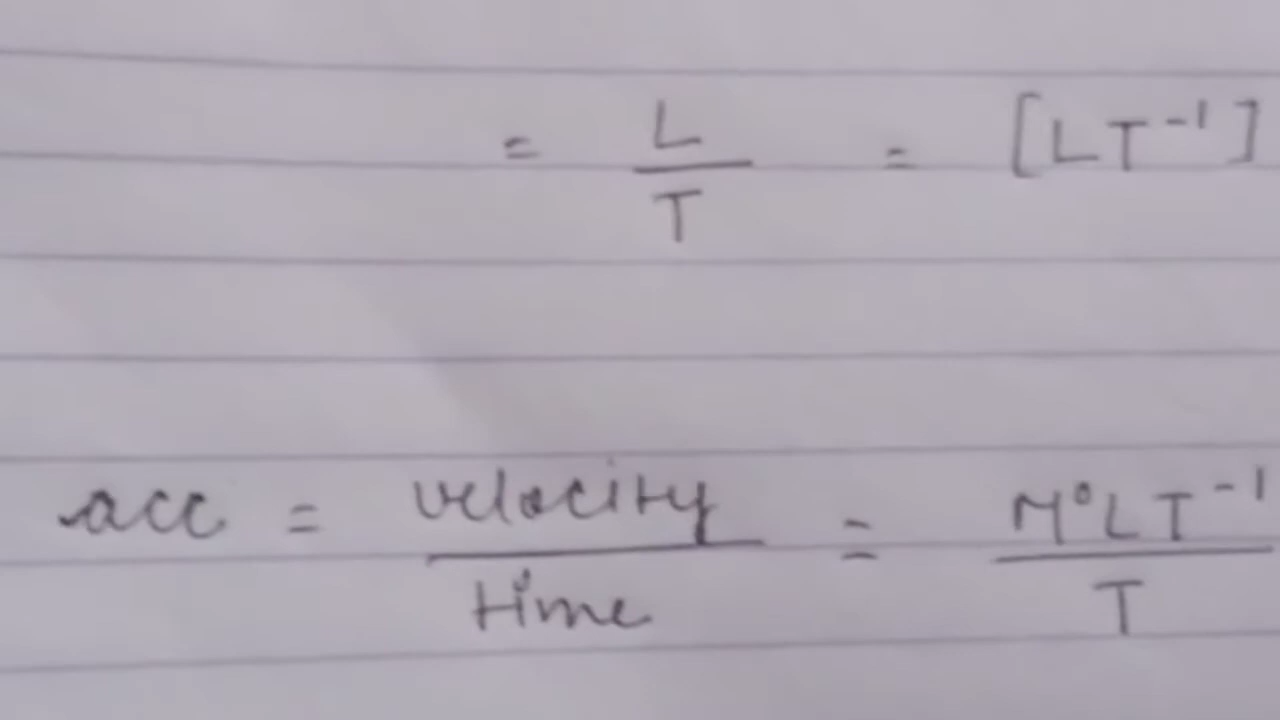 = L/T = [LT⁻¹]
acc = velocity/time = M⁰LT⁻¹/T